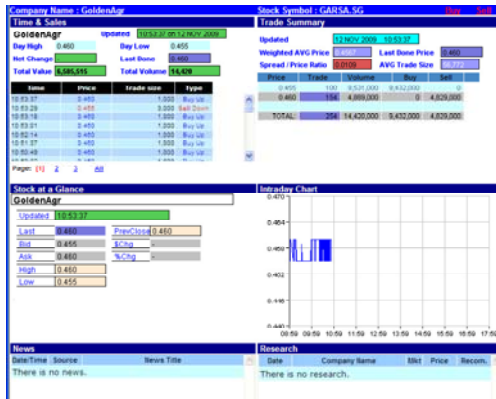 Company Name : GoldenAgr
Stock Symbol : GARSA.SG
Buy Sell
Time & Sales
GoldenAgr Updated 10:53:37 on 12 NOV, 2009
Day High 0.460 Day Low 0.455
Net Change - Last Done 0.460
Total Value 6,585,515 Total Volume 14,420
Time Price trade size Type
10:53:37 0.460 1,000 Buy Up
10:53:28 0.455 3,000 Sell Down
10:53:18 0.460 1,000 Buy Up
10:53:01 0.460 1,000 Buy Up
10:52:14 0.460 1,000 Buy Up
10:51:37 0.460 1,000 Buy Up
0.460 1,000 Buy Up
Page: [1] 2 3 All
Trade Summary
Updated 12 NOV, 2009 10:53:37
Weighted AVG Price 0.4567 Last Done Price 0.460
Spread / Price Ratio 0.0109 AVG Trade Size 56,772
Price Trade Volume Buy Sell
0.455 100 9,531,000 9,432,000 0
0.460 154 4,889,000 0 4,829,000
TOTAL: 254 14,420,000 9,432,000 4,829,000
Stock at a Glance
GoldenAgr
Updated 10:53:37
Last 0.460 PrevClose 0.460
Bid 0.455 $Chg -
Ask 0.460 %Chg -
High 0.460
Low 0.455
Intraday Chart
0.470
0.464
0.452
0.446
0.440
08:59 09:59 10:59 11:59 12:59 13:59 14:59 15:59 16:59 17:59
News
Date/Time Source News Title
There is no news.
Research
Date Company Name Mkt Price Recom.
There is no research.